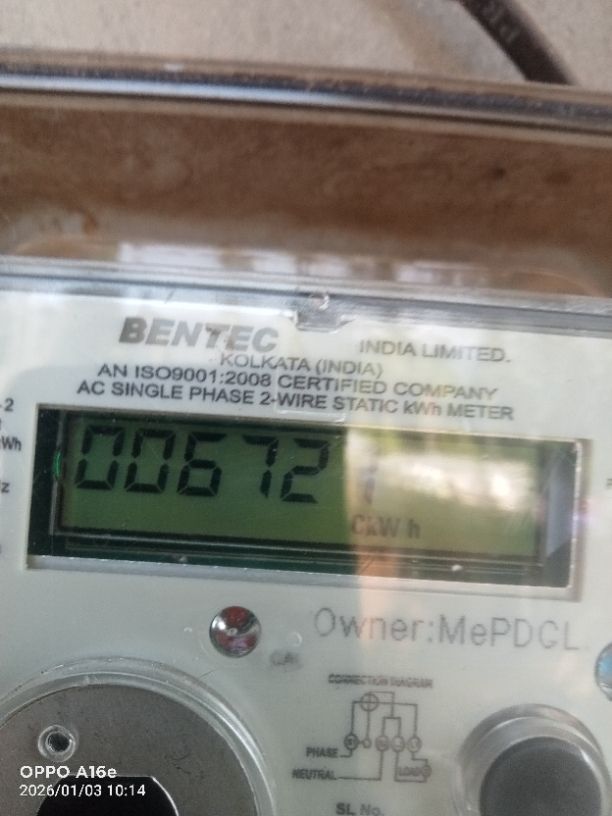 BENTEC
INDIA LIMITED.
KOLKATA (INDIA)
AN ISO9001:2008 CERTIFIED COMPANY
AC SINGLE PHASE 2-WIRE STATIC kWh METER
00672
CkW h
Owner:MePDCL
CAL
CONNECTION DIAGRAM
PHASE
NEUTRAL
LOAD
SL No.
OPPO A16e
2026/01/03 10:14